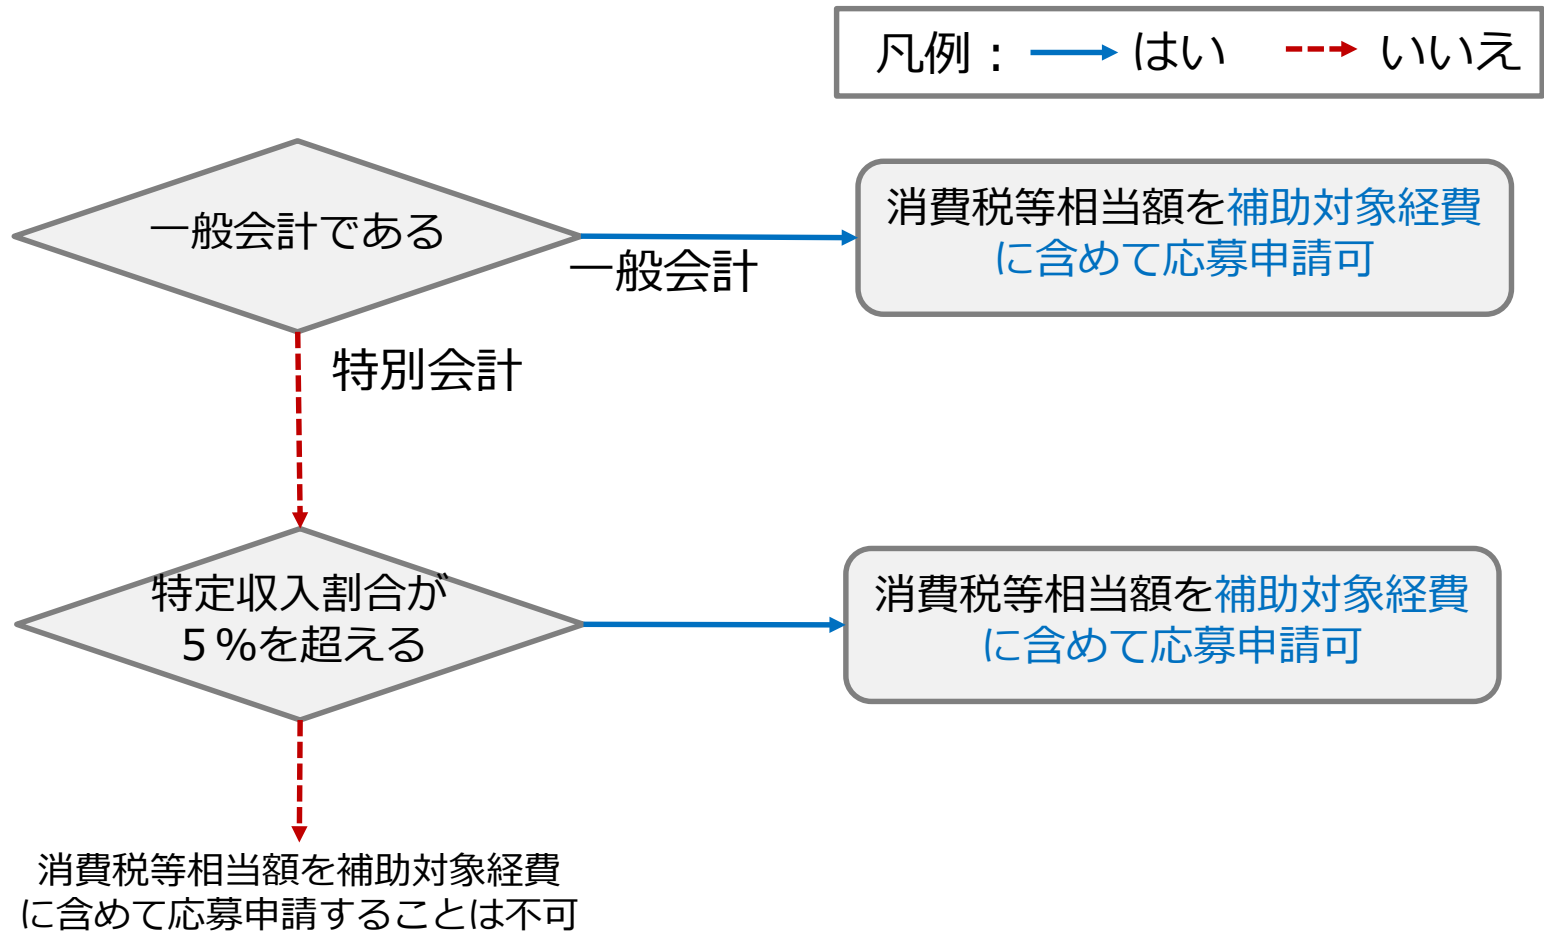 凡例： はい いいえ
一般会計である
一般会計
消費税等相当額を補助対象経費
に含めて応募申請可
特別会計
特定収入割合が
５％を超える
消費税等相当額を補助対象経費
に含めて応募申請可
消費税等相当額を補助対象経費
に含めて応募申請することは不可